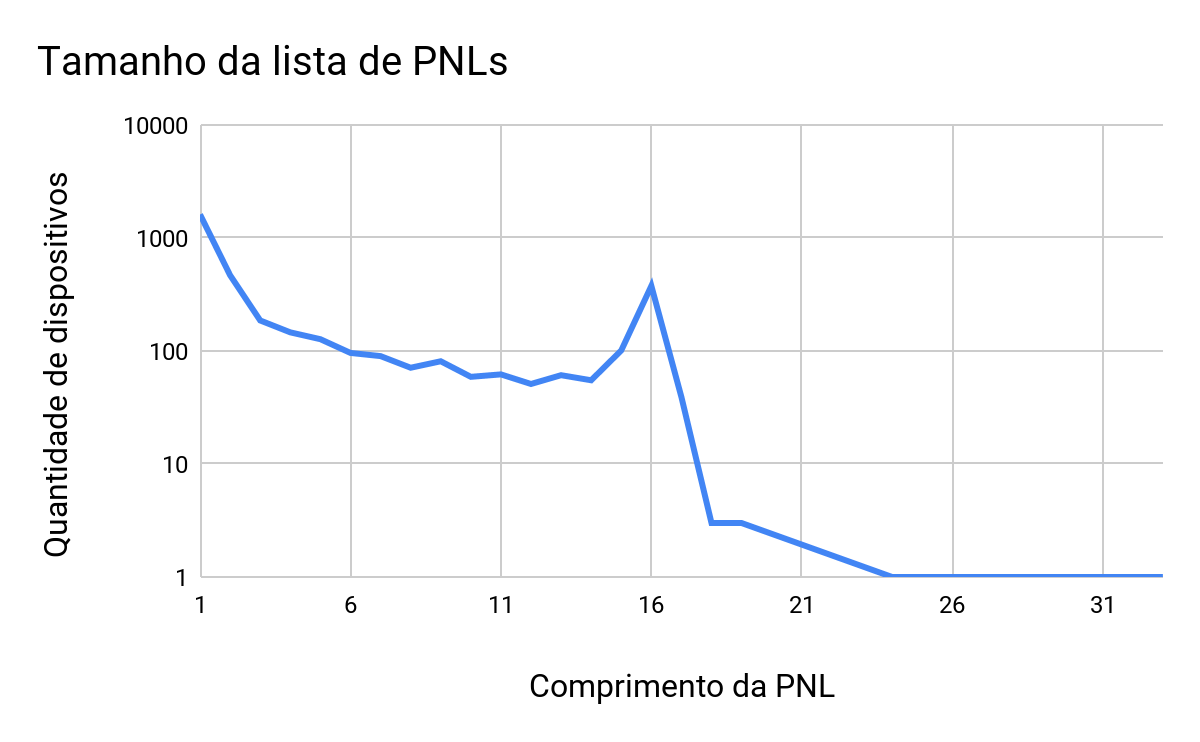 Tamanho da lista de PNLs
10000
1000
100
10
1
Quantidade de dispositivos
1 6 11 16 21 26 31
Comprimento da PNL